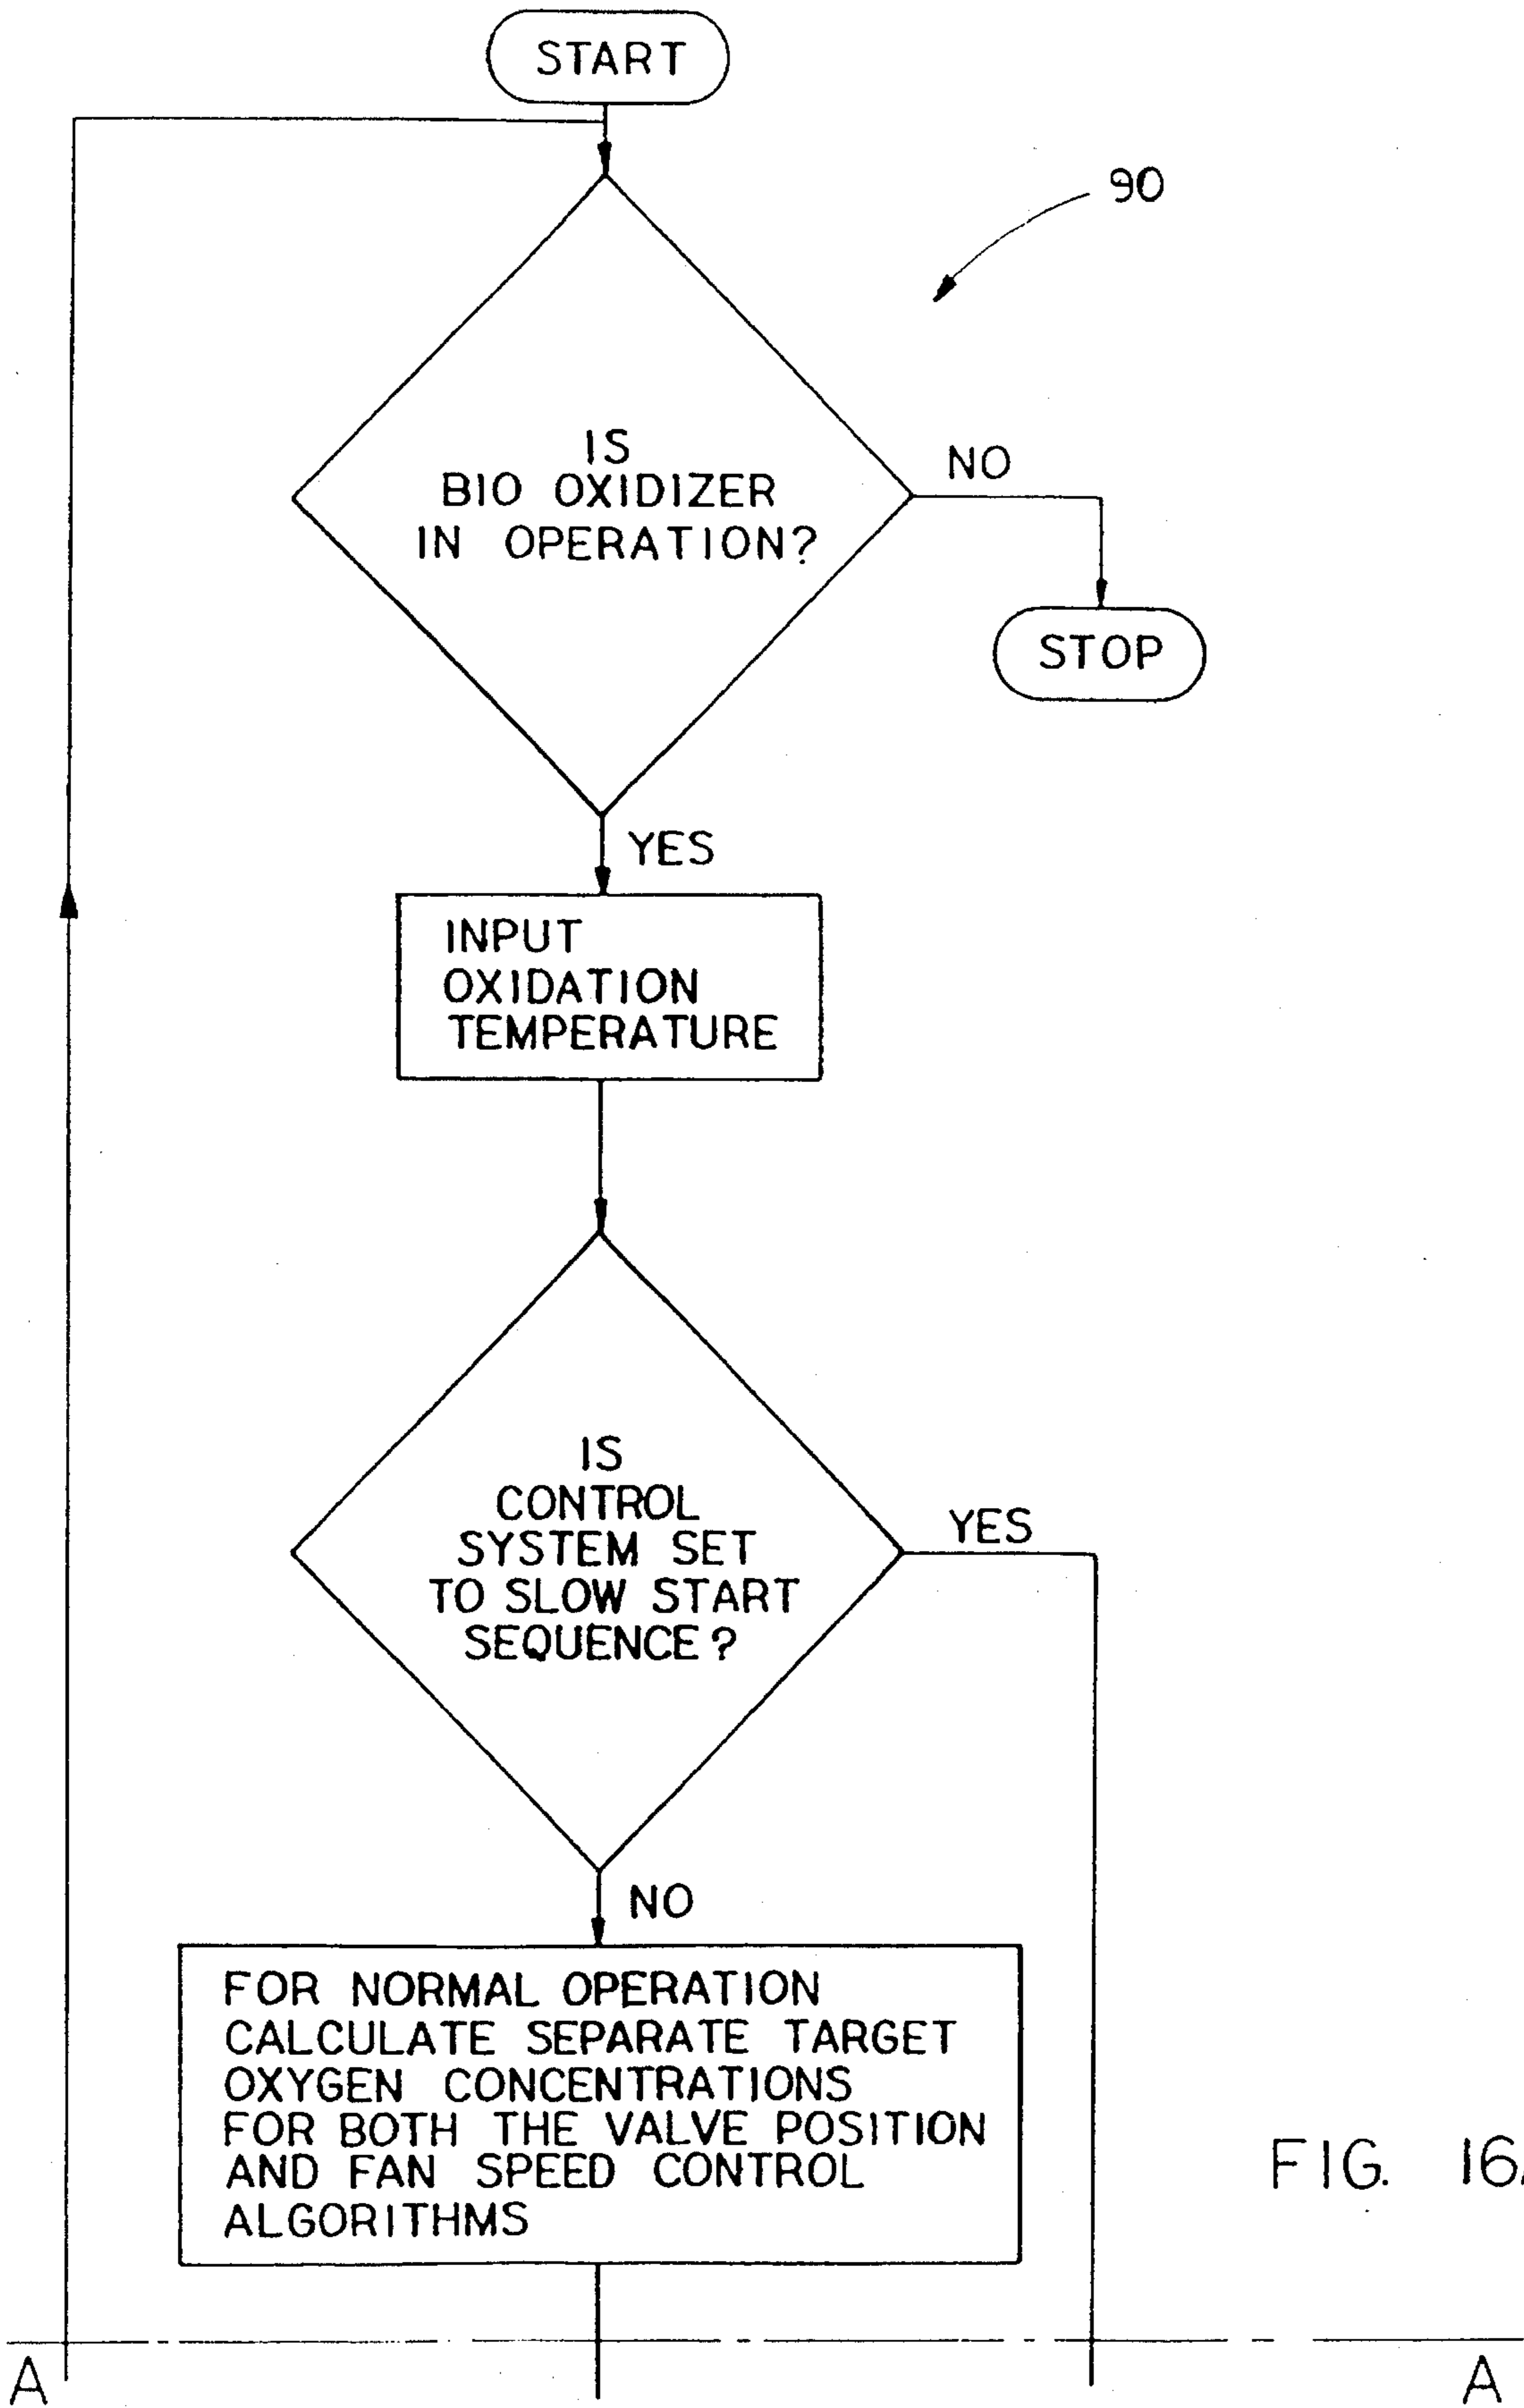 START
90
IS
BIO OXIDIZER
IN OPERATION?
NO
STOP
YES
INPUT
OXIDATION
TEMPERATURE
IS
CONTROL
SYSTEM SET
TO SLOW START
SEQUENCE?
YES
NO
FOR NORMAL OPERATION
CALCULATE SEPARATE TARGET
OXYGEN CONCENTRATIONS
FOR BOTH THE VALVE POSITION
AND FAN SPEED CONTROL
ALGORITHMS
FIG. 16
A
A